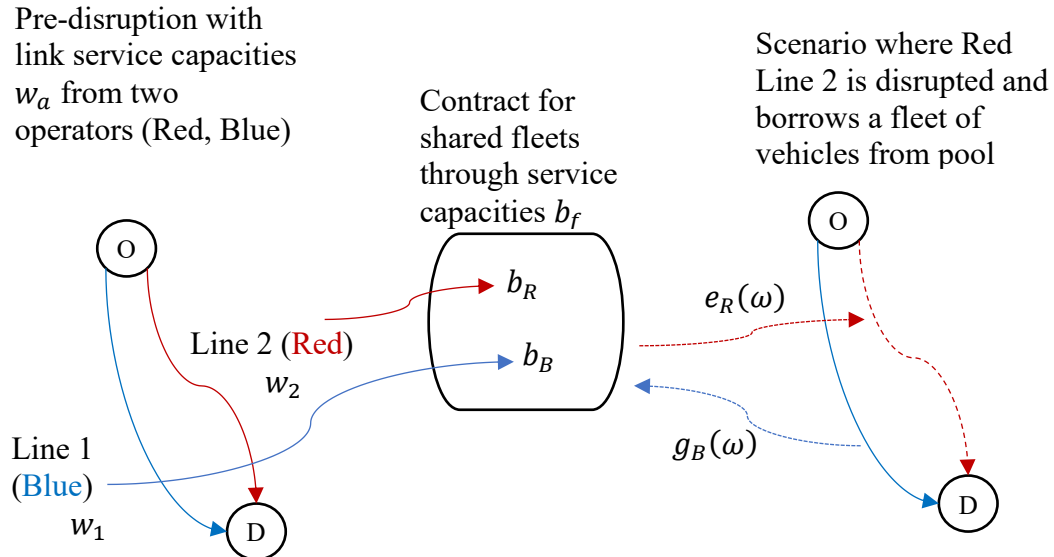 Pre-disruption with
link service capacities
w_a from two
operators (Red, Blue)
Contract for
shared fleets
through service
capacities b_f
Scenario where Red
Line 2 is disrupted and
borrows a fleet of
vehicles from pool
O
Line 2 (Red)
w_2
Line 1
(Blue)
w_1
D
b_R
b_B
e_R(ω)
g_B(ω)
O
D